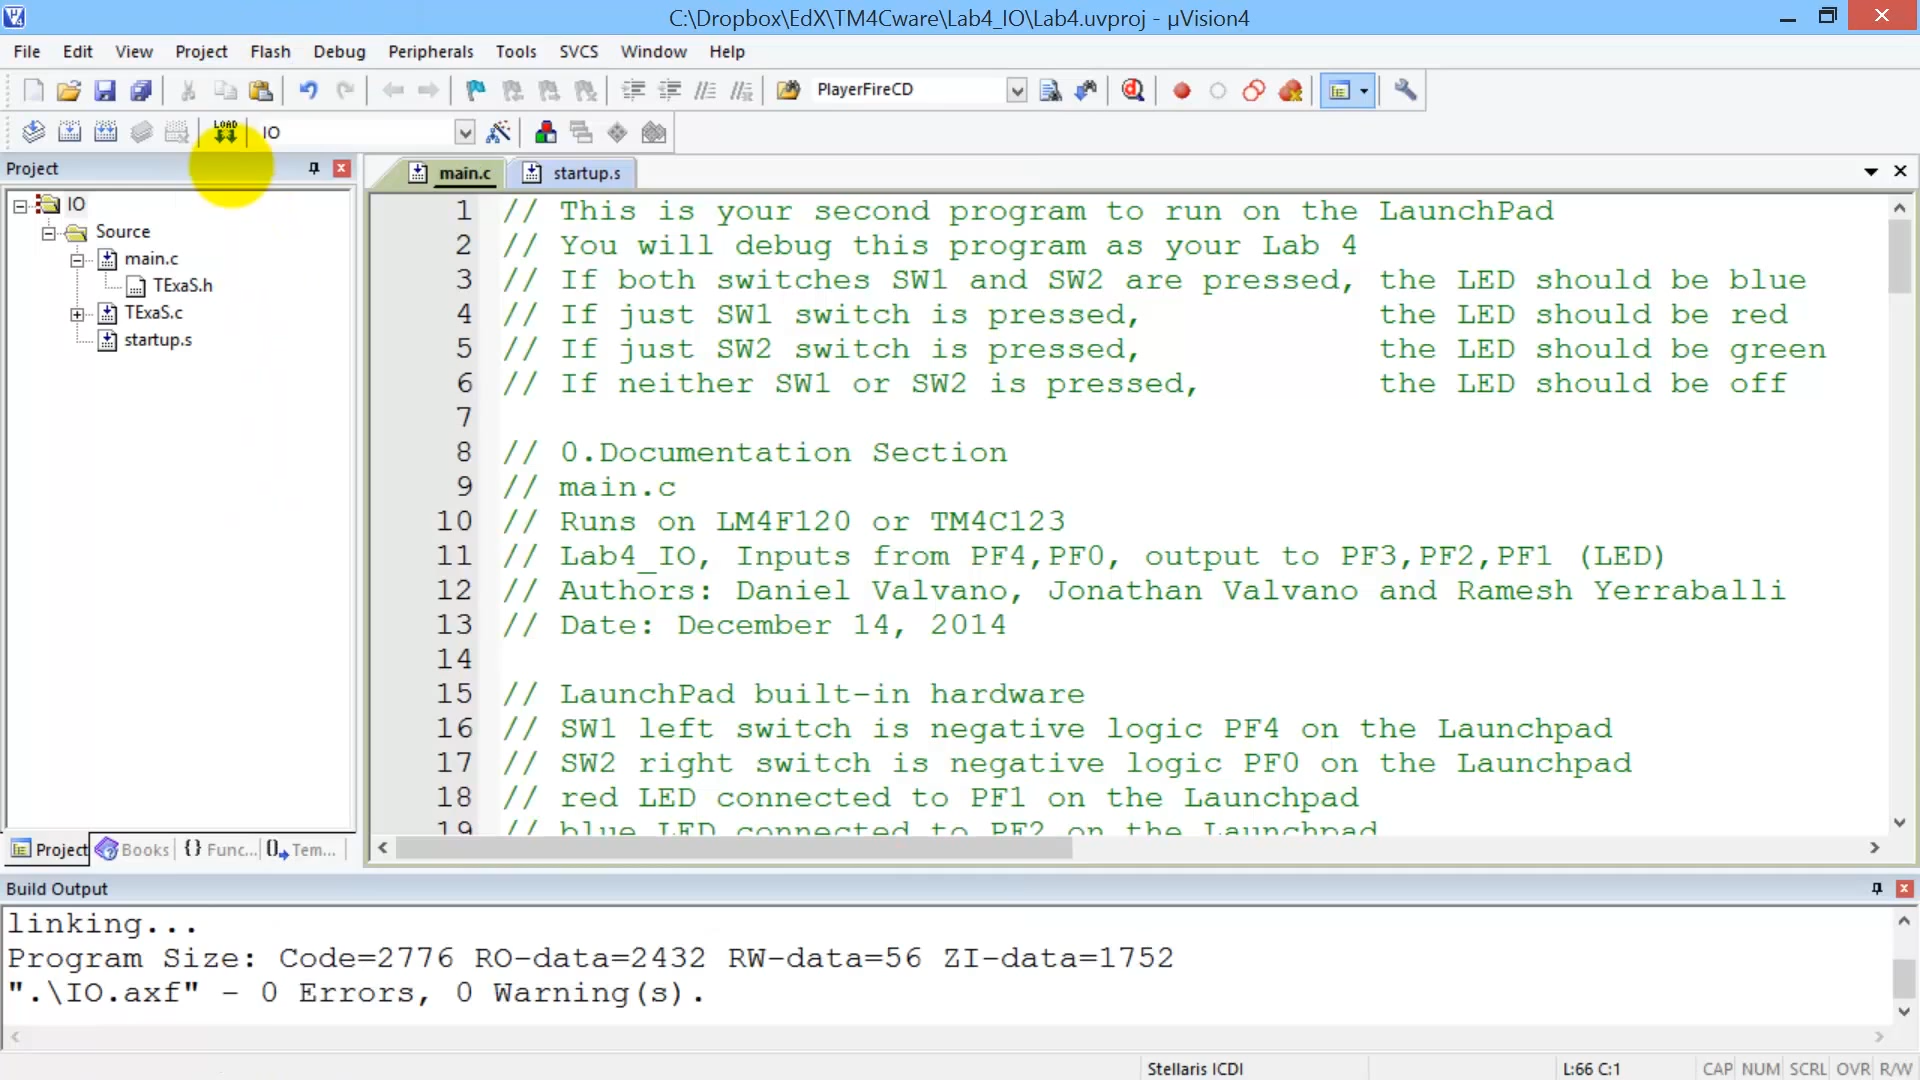 C:\Dropbox\EdX\TM4Cware\Lab4_IO\Lab4.uvproj - µVision4
File Edit View Project Flash Debug Peripherals Tools SVCS Window Help
PlayerFireCD
LOAD IO
Project
main.c startup.s
IO
Source
main.c
TExaS.h
TExaS.c
startup.s
1 // This is your second program to run on the LaunchPad
2 // You will debug this program as your Lab 4
3 // If both switches SW1 and SW2 are pressed, the LED should be blue
4 // If just SW1 switch is pressed, the LED should be red
5 // If just SW2 switch is pressed, the LED should be green
6 // If neither SW1 or SW2 is pressed, the LED should be off
7
8 // 0.Documentation Section
9 // main.c
10 // Runs on LM4F120 or TM4C123
11 // Lab4_IO, Inputs from PF4,PF0, output to PF3,PF2,PF1 (LED)
12 // Authors: Daniel Valvano, Jonathan Valvano and Ramesh Yerraballi
13 // Date: December 14, 2014
14
15 // LaunchPad built-in hardware
16 // SW1 left switch is negative logic PF4 on the Launchpad
17 // SW2 right switch is negative logic PF0 on the Launchpad
18 // red LED connected to PF1 on the Launchpad
19 // blue LED connected to PF2 on the Launchpad
Project Books {} Func... Tem...
Build Output
linking...
Program Size: Code=2776 RO-data=2432 RW-data=56 ZI-data=1752
".\IO.axf" - 0 Errors, 0 Warning(s).
Stellaris ICDI L:66 C:1 CAP NUM SCRL OVR R/W